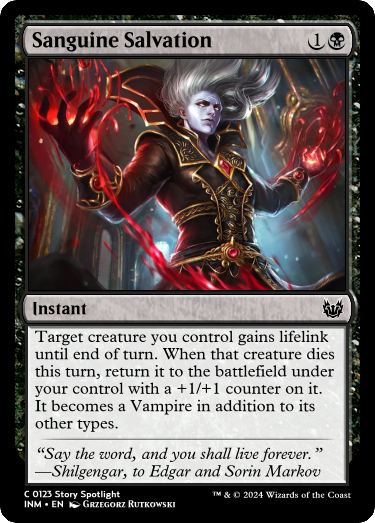 Sanguine Salvation 1
Instant
Target creature you control gains lifelink
until end of turn. When that creature dies
this turn, return it to the battlefield under
your control with a +1/+1 counter on it.
It becomes a Vampire in addition to its
other types.
“Say the word, and you shall live forever.”
—Shilgengar, to Edgar and Sorin Markov
C 0123 Story Spotlight
INM • EN Grzegorz Rutkowski ™ & © 2024 Wizards of the Coast